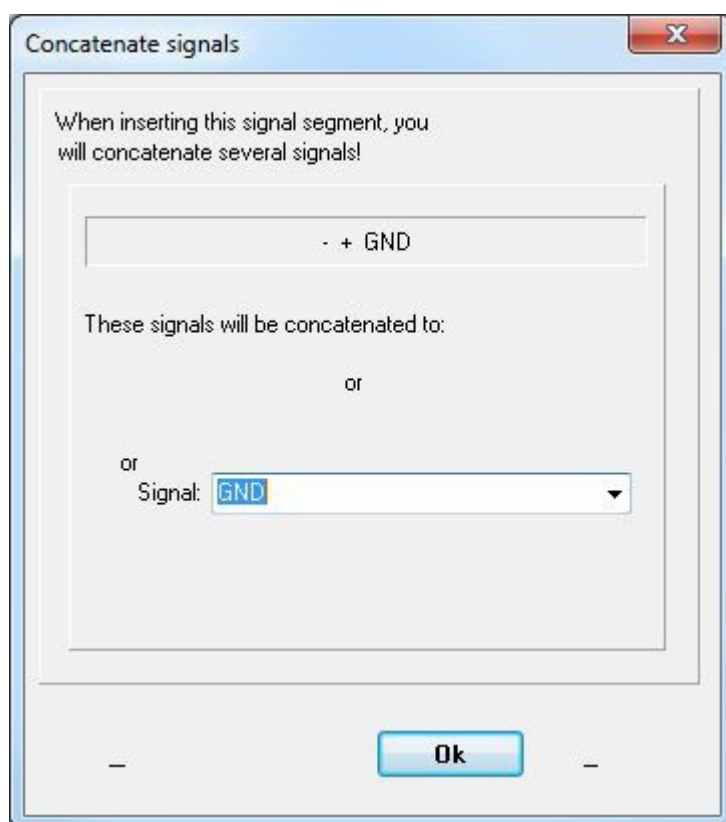 Concatenate signals
When inserting this signal segment, you
will concatenate several signals!
- + GND
These signals will be concatenated to:
or
or
Signal: GND
_ Ok _